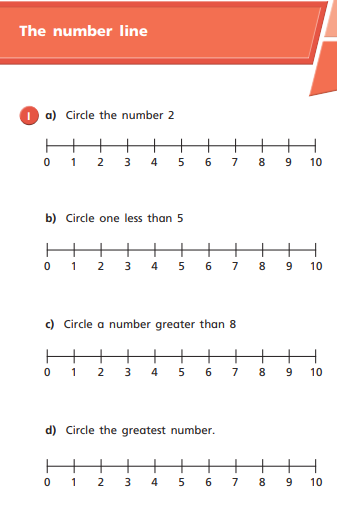 The number line
1 a) Circle the number 2
0 1 2 3 4 5 6 7 8 9 10
b) Circle one less than 5
0 1 2 3 4 5 6 7 8 9 10
c) Circle a number greater than 8
0 1 2 3 4 5 6 7 8 9 10
d) Circle the greatest number.
0 1 2 3 4 5 6 7 8 9 10